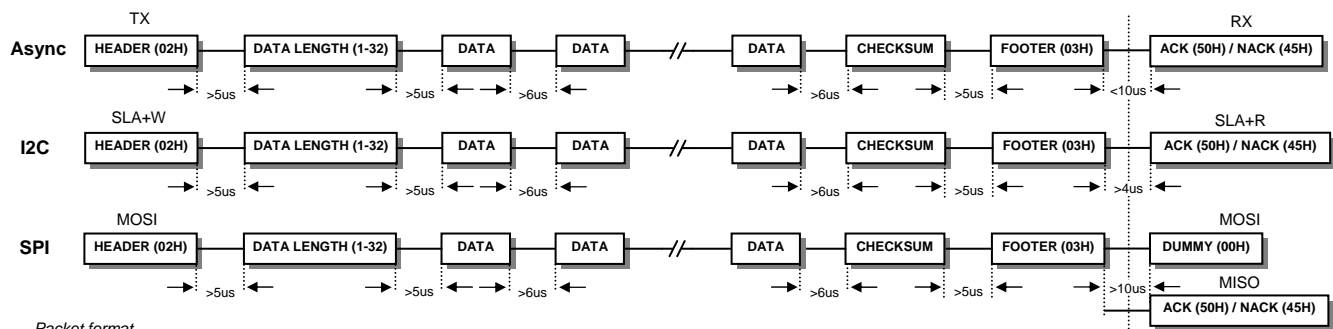 TX RX
Async HEADER (02H) DATA LENGTH (1-32) DATA DATA // DATA CHECKSUM FOOTER (03H) ACK (50H) / NACK (45H)
>5us >5us >6us >6us >5us <10us
SLA+W SLA+R
I2C HEADER (02H) DATA LENGTH (1-32) DATA DATA // DATA CHECKSUM FOOTER (03H) ACK (50H) / NACK (45H)
>5us >5us >6us >6us >5us >4us
MOSI MOSI
SPI HEADER (02H) DATA LENGTH (1-32) DATA DATA // DATA CHECKSUM FOOTER (03H) DUMMY (00H)
>5us >5us >6us >6us >5us >10us MISO
ACK (50H) / NACK (45H)
Packet format